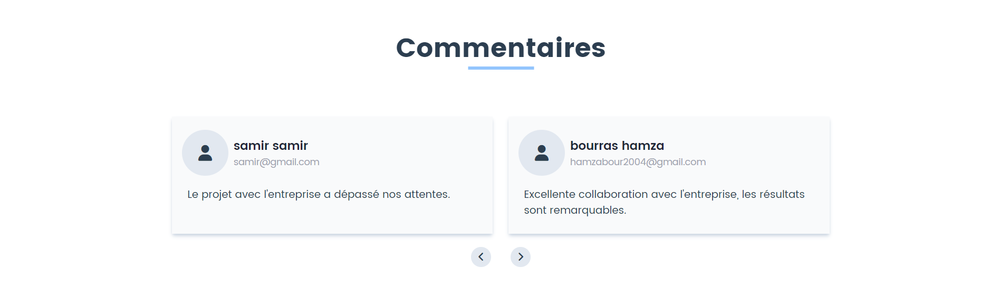 Commentaires
samir samir
samir@gmail.com
Le projet avec l'entreprise a dépassé nos attentes.
bourras hamza
hamzabour2004@gmail.com
Excellente collaboration avec l'entreprise, les résultats
sont remarquables.